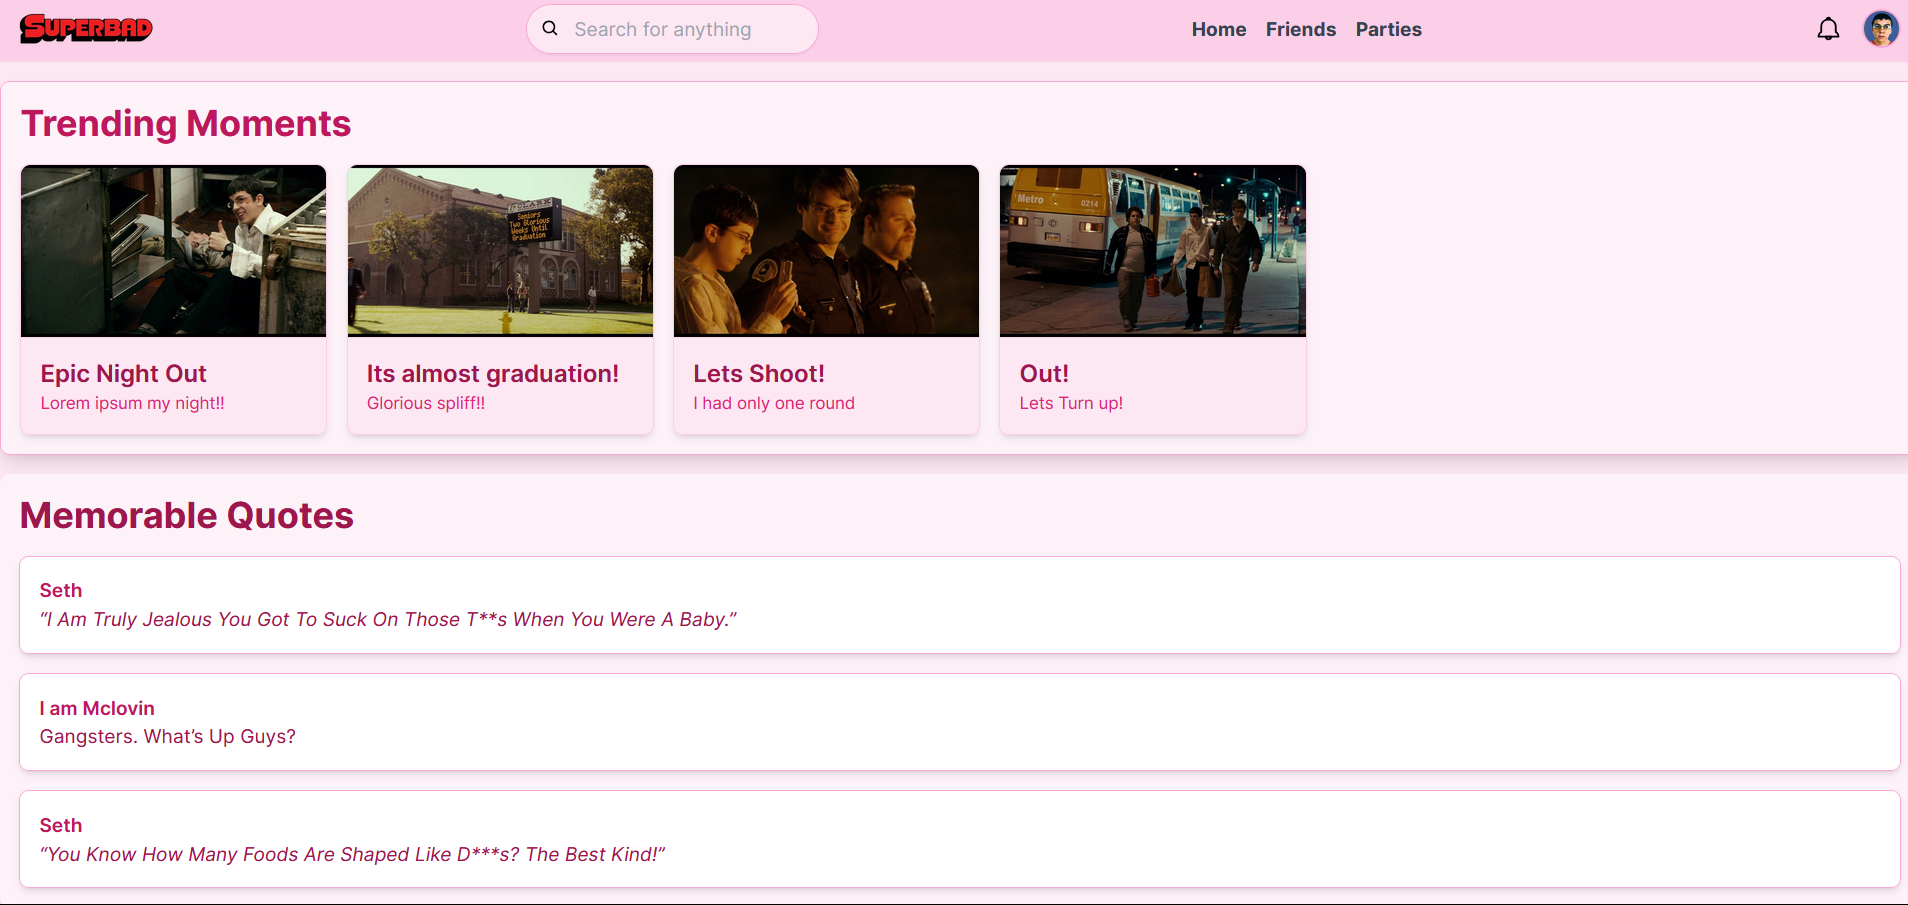 SUPERBAD
Search for anything
Home Friends Parties
Trending Moments
Metro 0214
Seniors
Two Glorious
Weeks Until
Graduation
Epic Night Out
Lorem ipsum my night!!
Its almost graduation!
Glorious spliff!!
Lets Shoot!
I had only one round
Out!
Lets Turn up!
Memorable Quotes
Seth
“I Am Truly Jealous You Got To Suck On Those T**s When You Were A Baby.”
I am Mclovin
Gangsters. What’s Up Guys?
Seth
“You Know How Many Foods Are Shaped Like D***s? The Best Kind!”